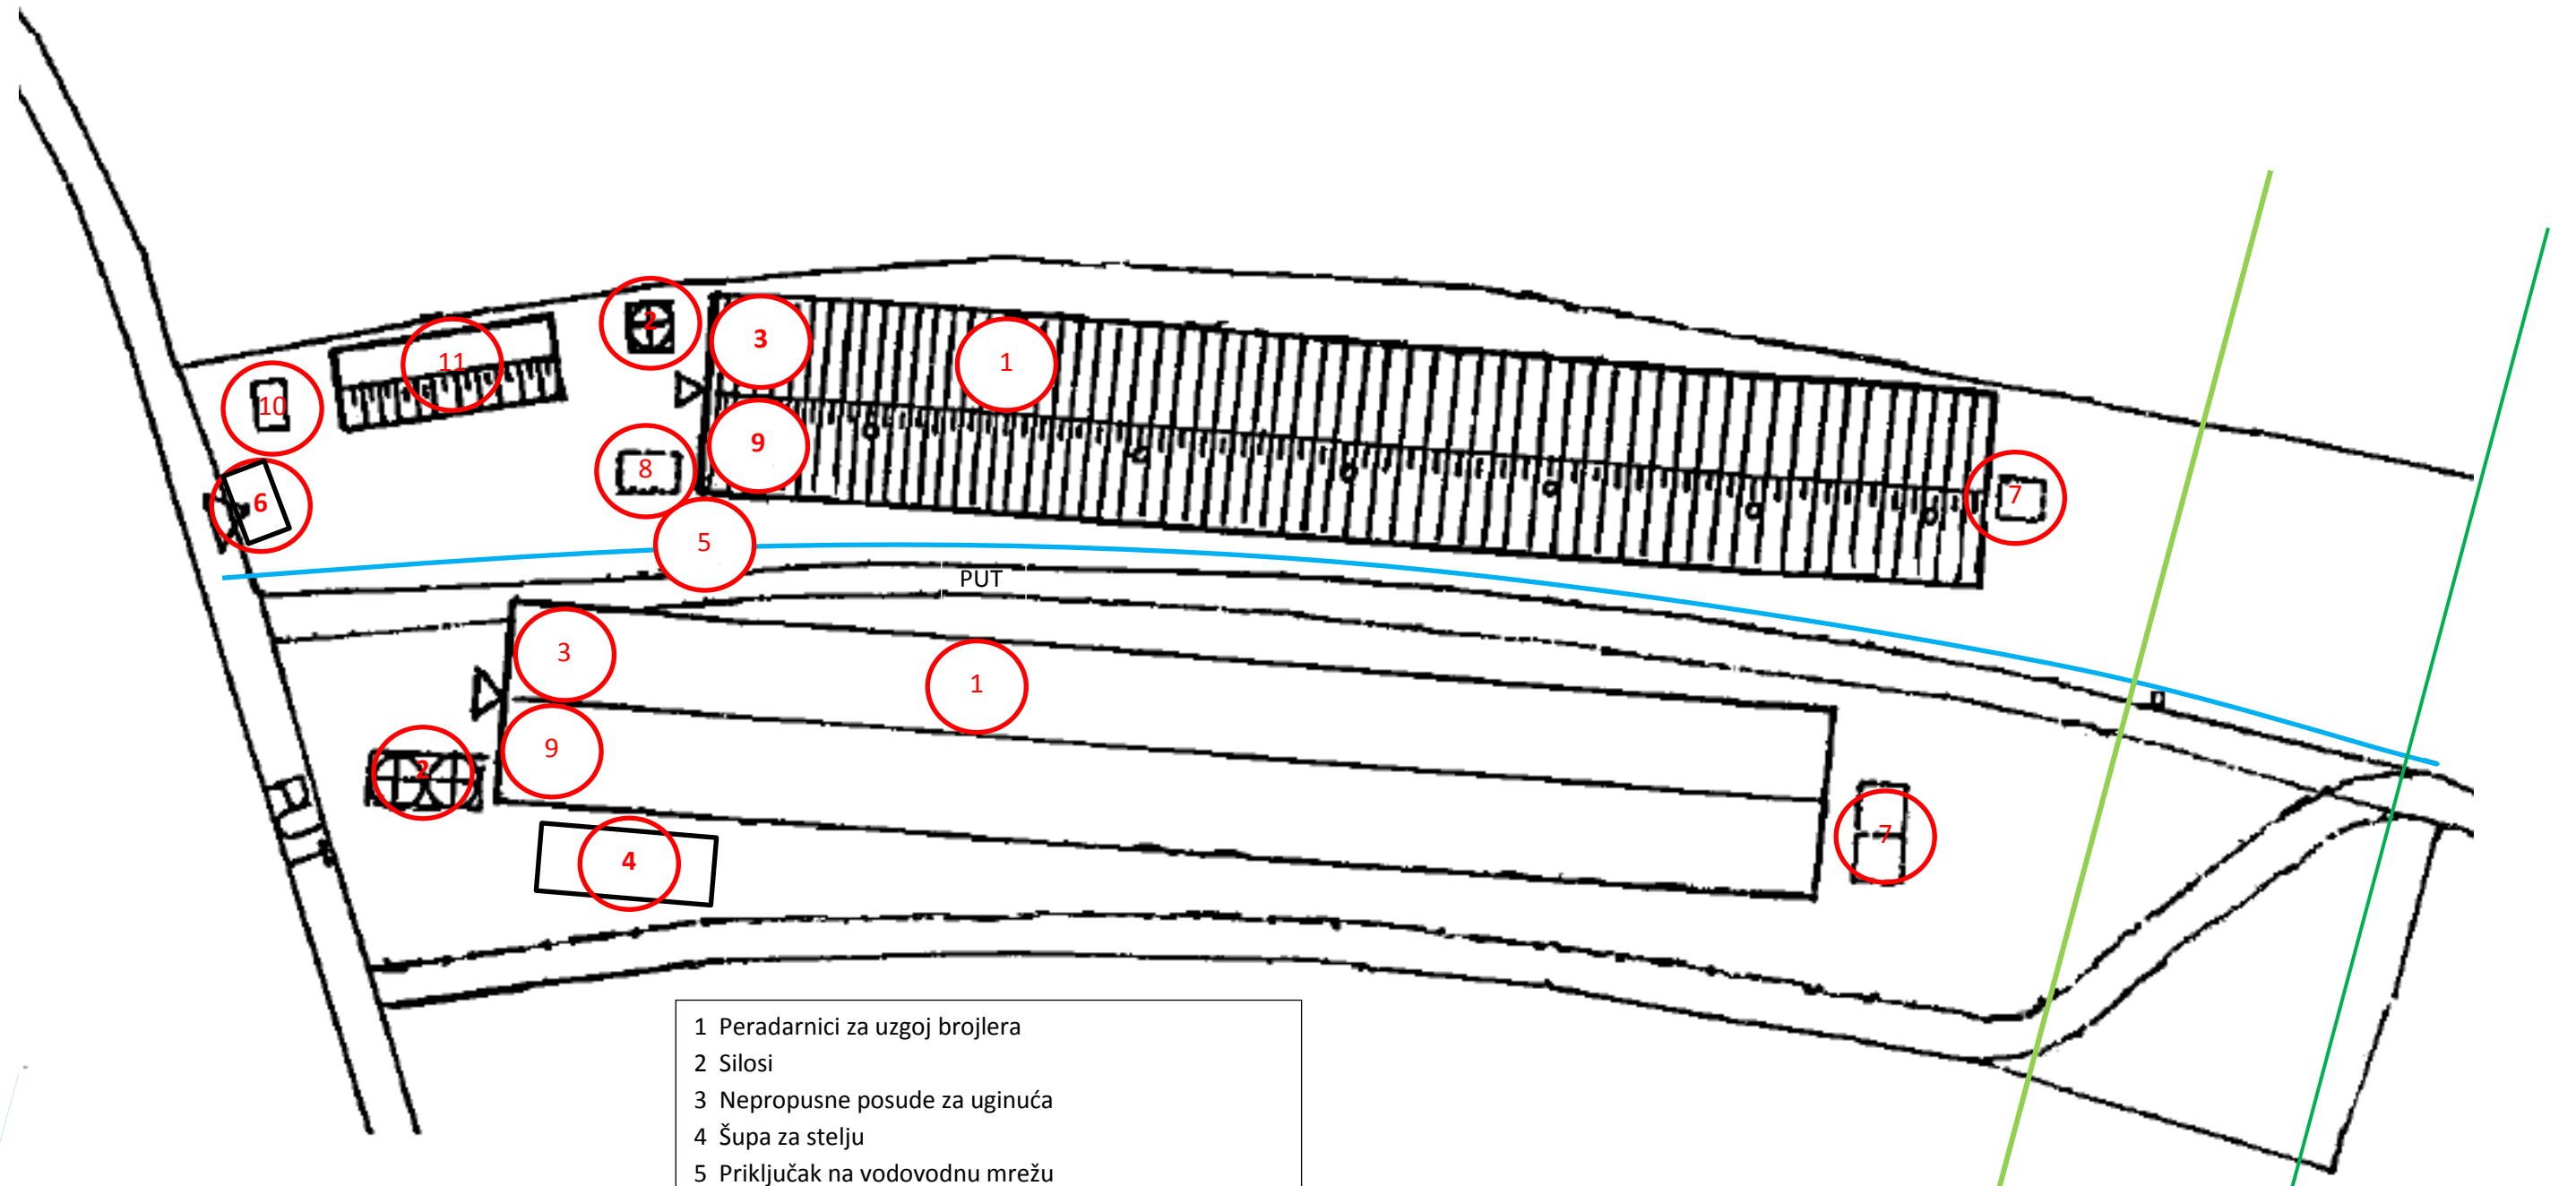 2
3
1
11
10
9
8
6
7
5
PUT
3
1
9
2
PUT
7
4
1 Peradarnici za uzgoj brojlera
2 Silosi
3 Nepropusne posude za uginuća
4 Šupa za stelju
5 Priključak na vodovodnu mrežu